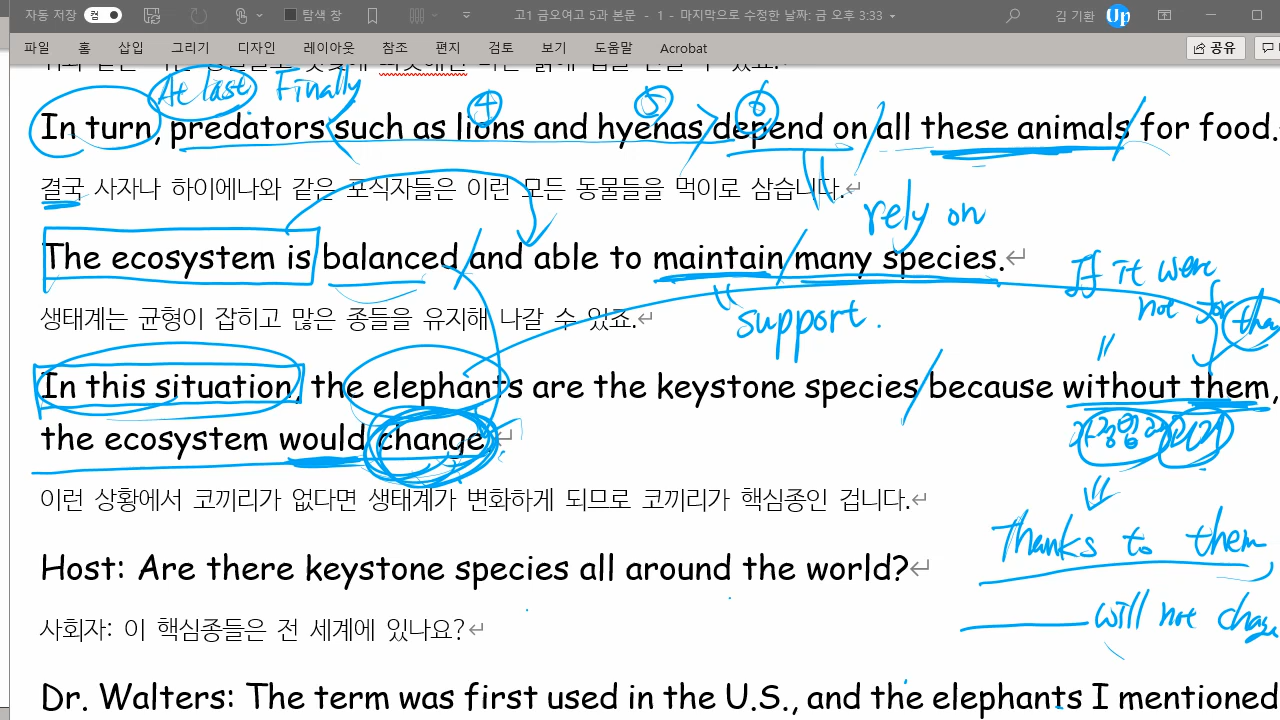 자동 저장 컴 탐색 창 고1 금오여고 5과 본문 - 1 - 마지막으로 수정한 날짜: 금 오후 3:33 김 기환 Up
파일 홈 삽입 그리기 디자인 레이아웃 참조 편지 검토 보기 도움말 Acrobat 공유
At last Finally
④ ⑤ ⑥
In turn, predators such as lions and hyenas depend on all these animals for food.
결국 사자나 하이에나와 같은 포식자들은 이런 모든 동물들을 먹이로 삼습니다.
rely on
The ecosystem is balanced and able to maintain many species.
If it were
not for
생태계는 균형이 잡히고 많은 종들을 유지해 나갈 수 있죠.
support.
In this situation, the elephants are the keystone species because without them,
the ecosystem would change
이런 상황에서 코끼리가 없다면 생태계가 변화하게 되므로 코끼리가 핵심종인 겁니다.
Thanks to them
Host: Are there keystone species all around the world?
will not change
사회자: 이 핵심종들은 전 세계에 있나요?
Dr. Walters: The term was first used in the U.S., and the elephants I mentioned